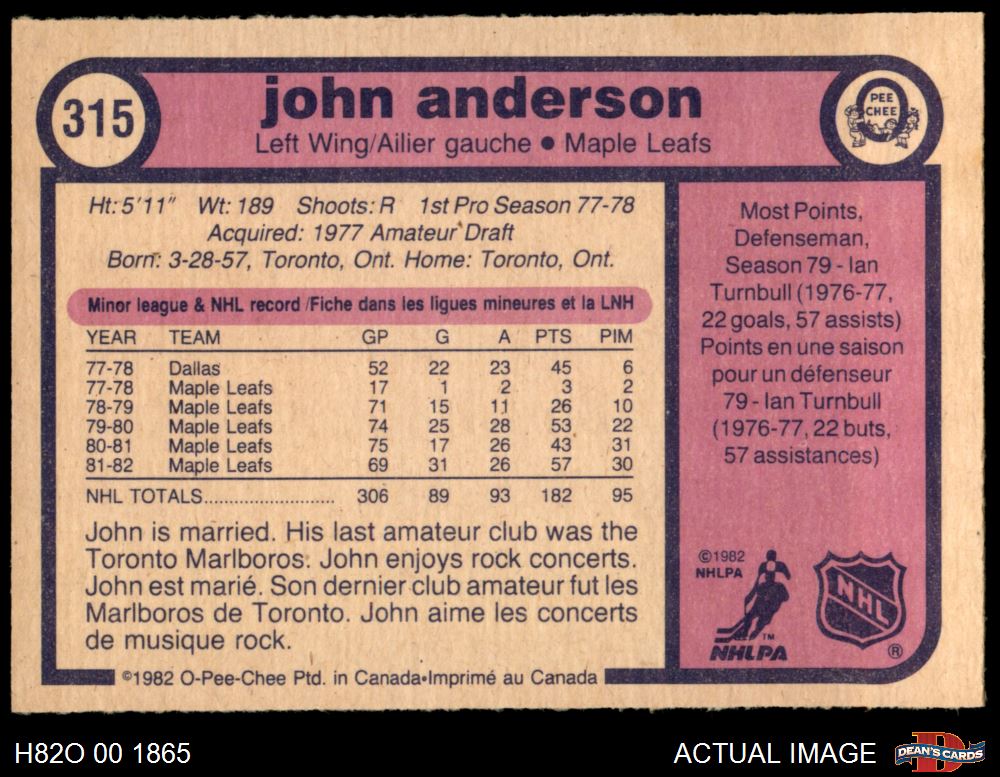 315
john anderson
PEE
CHEE
Left Wing/Ailier gauche ● Maple Leafs
Ht: 5'11" Wt: 189 Shoots: R 1st Pro Season 77-78
Acquired: 1977 Amateur Draft
Born: 3-28-57, Toronto, Ont. Home: Toronto, Ont.
Minor league & NHL record /Fiche dans les ligues mineures et la LNH
YEAR TEAM GP G A PTS PIM
77-78 Dallas 52 22 23 45 6
77-78 Maple Leafs 17 1 2 3 2
78-79 Maple Leafs 71 15 11 26 10
79-80 Maple Leafs 74 25 28 53 22
80-81 Maple Leafs 75 17 26 43 31
81-82 Maple Leafs 69 31 26 57 30
NHL TOTALS............................ 306 89 93 182 95
John is married. His last amateur club was the
Toronto Marlboros. John enjoys rock concerts.
John est marié. Son dernier club amateur fut les
Marlboros de Toronto. John aime les concerts
de musique rock.
Most Points,
Defenseman,
Season 79 - Ian
Turnbull (1976-77,
22 goals, 57 assists)
Points en une saison
pour un défenseur
79 - Ian Turnbull
(1976-77, 22 buts,
57 assistances)
©1982
NHLPA
TM
NHLPA
NHL
®
©1982 O-Pee-Chee Ptd. in Canada•Imprimé au Canada
H82O 00 1865
ACTUAL IMAGE
D
DEAN'S CARDS